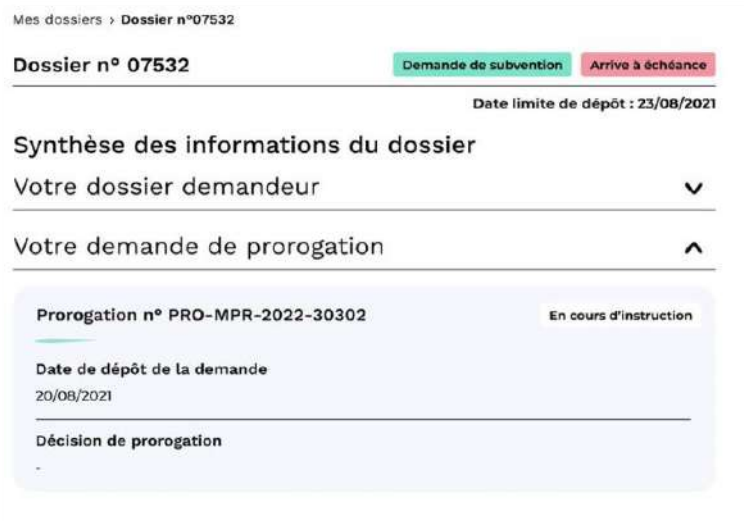 Mes dossiers > Dossier n°07532
Dossier n° 07532
Demande de subvention
Arrive à échéance
Date limite de dépôt : 23/08/2021
Synthèse des informations du dossier
Votre dossier demandeur
Votre demande de prorogation
Prorogation n° PRO-MPR-2022-30302
En cours d'instruction
Date de dépôt de la demande
20/08/2021
Décision de prorogation
-